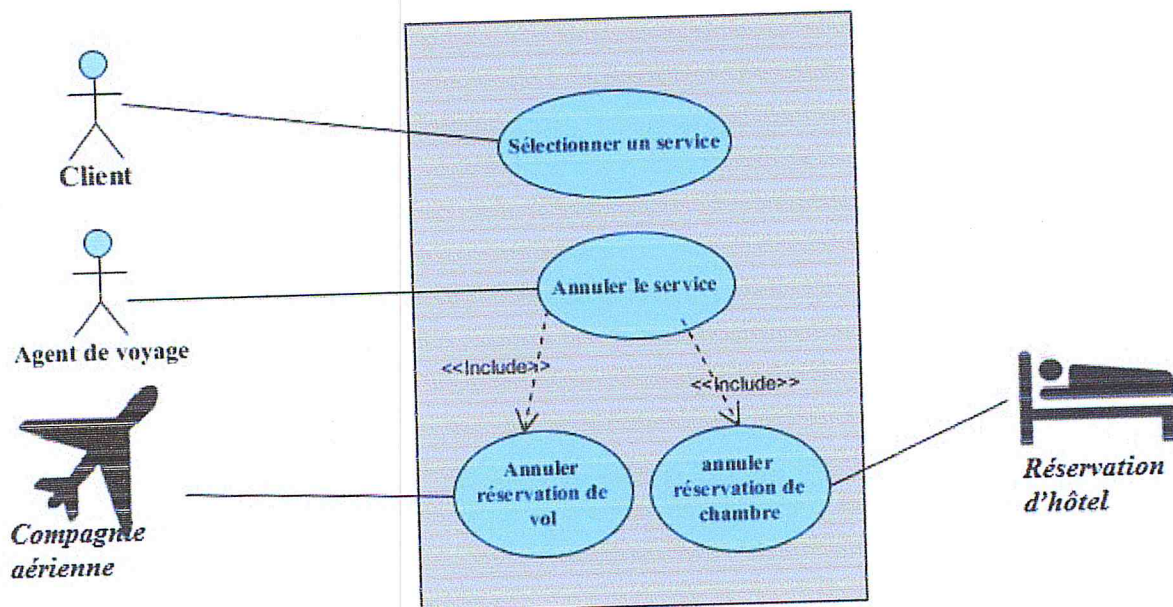 Client
Sélectionner un service
Agent de voyage
Annuler le service
<<Include>>
<<Include>>
Compagnie
aérienne
Annuler
réservation de
vol
annuler
réservation de
chambre
Réservation
d'hôtel